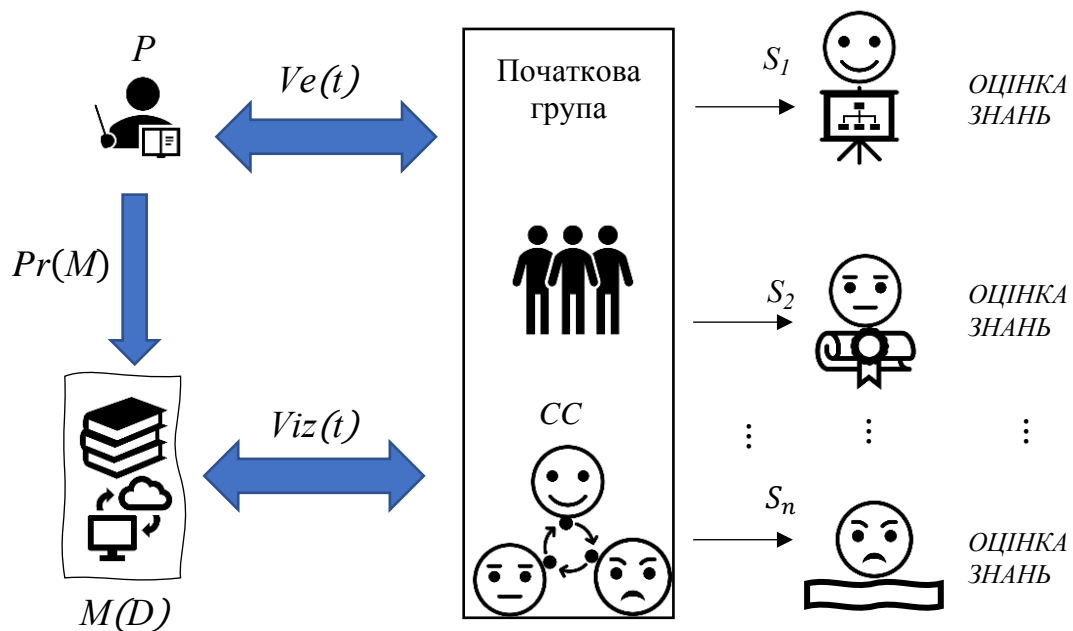 P
Ve(t)
Pr(M)
Viz(t)
M(D)
Початкова
група
CC
S1
ОЦІНКА
ЗНАНЬ
S2
ОЦІНКА
ЗНАНЬ
⋮ ⋮ ⋮
Sn
ОЦІНКА
ЗНАНЬ